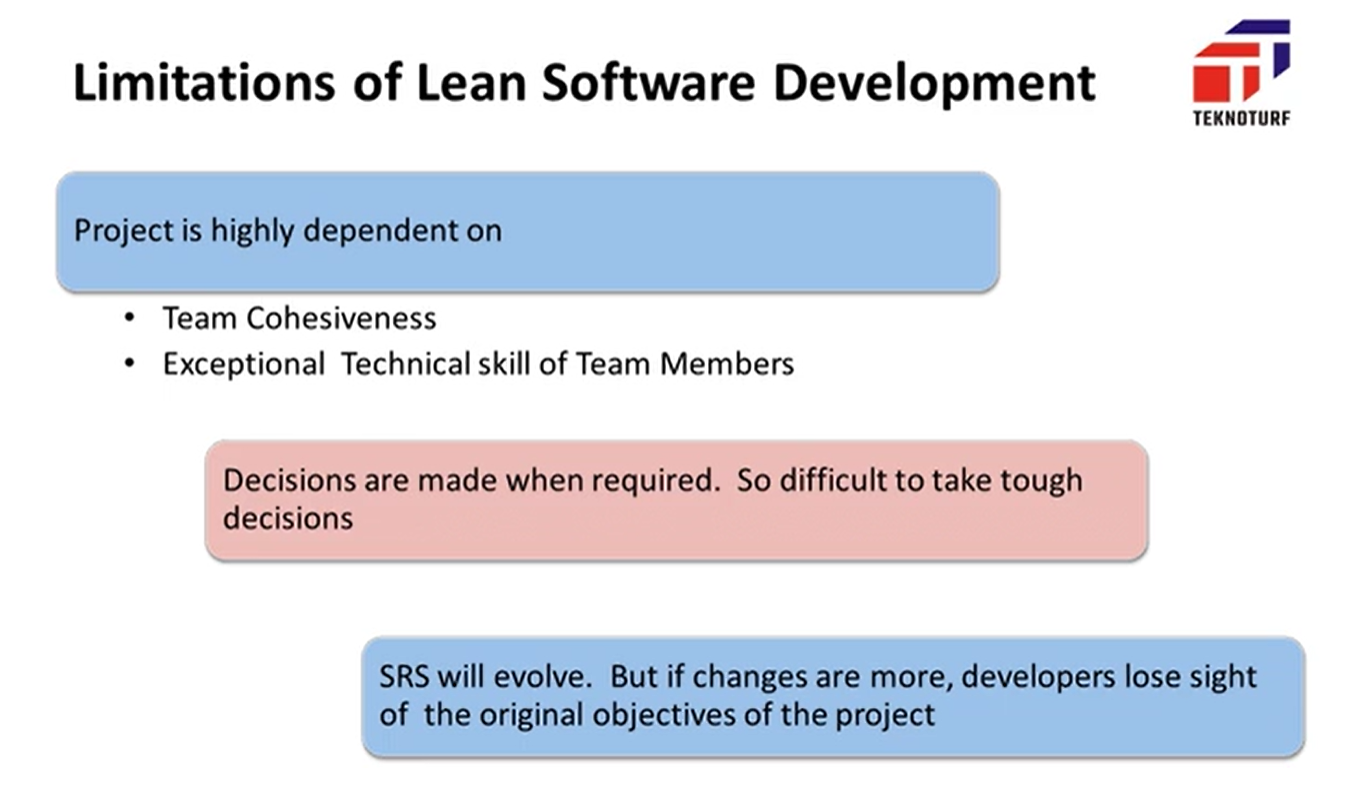 Limitations of Lean Software Development
TEKNOTURF
Project is highly dependent on
• Team Cohesiveness
• Exceptional  Technical skill of Team Members
Decisions are made when required.  So difficult to take tough
decisions
SRS will evolve.  But if changes are more, developers lose sight
of  the original objectives of the project